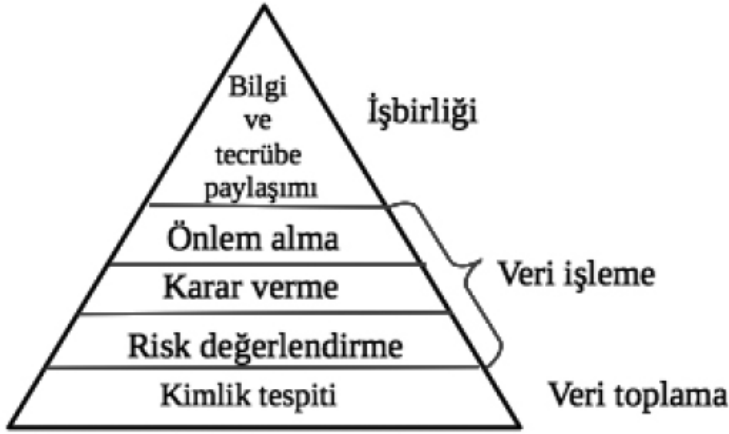 Bilgi
ve
tecrübe
paylaşımı
İşbirliği
Önlem alma
Karar verme
Veri işleme
Risk değerlendirme
Kimlik tespiti
Veri toplama